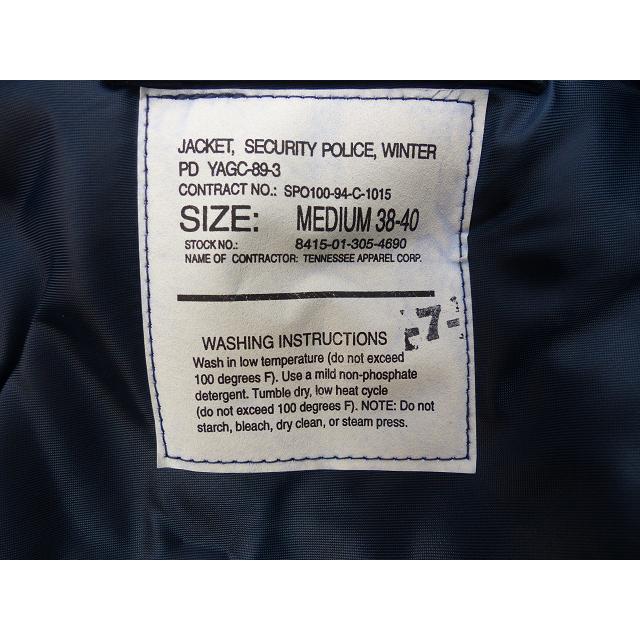 JACKET, SECURITY POLICE, WINTER
PD YAGC-89-3
CONTRACT NO.: SPO100-94-C-1015
SIZE: MEDIUM 38-40
STOCK NO.: 8415-01-305-4690
NAME OF CONTRACTOR: TENNESSEE APPAREL CORP.
-7-
WASHING INSTRUCTIONS
Wash in low temperature (do not exceed
100 degrees F). Use a mild non-phosphate
detergent. Tumble dry, low heat cycle
(do not exceed 100 degrees F). NOTE: Do not
starch, bleach, dry clean, or steam press.